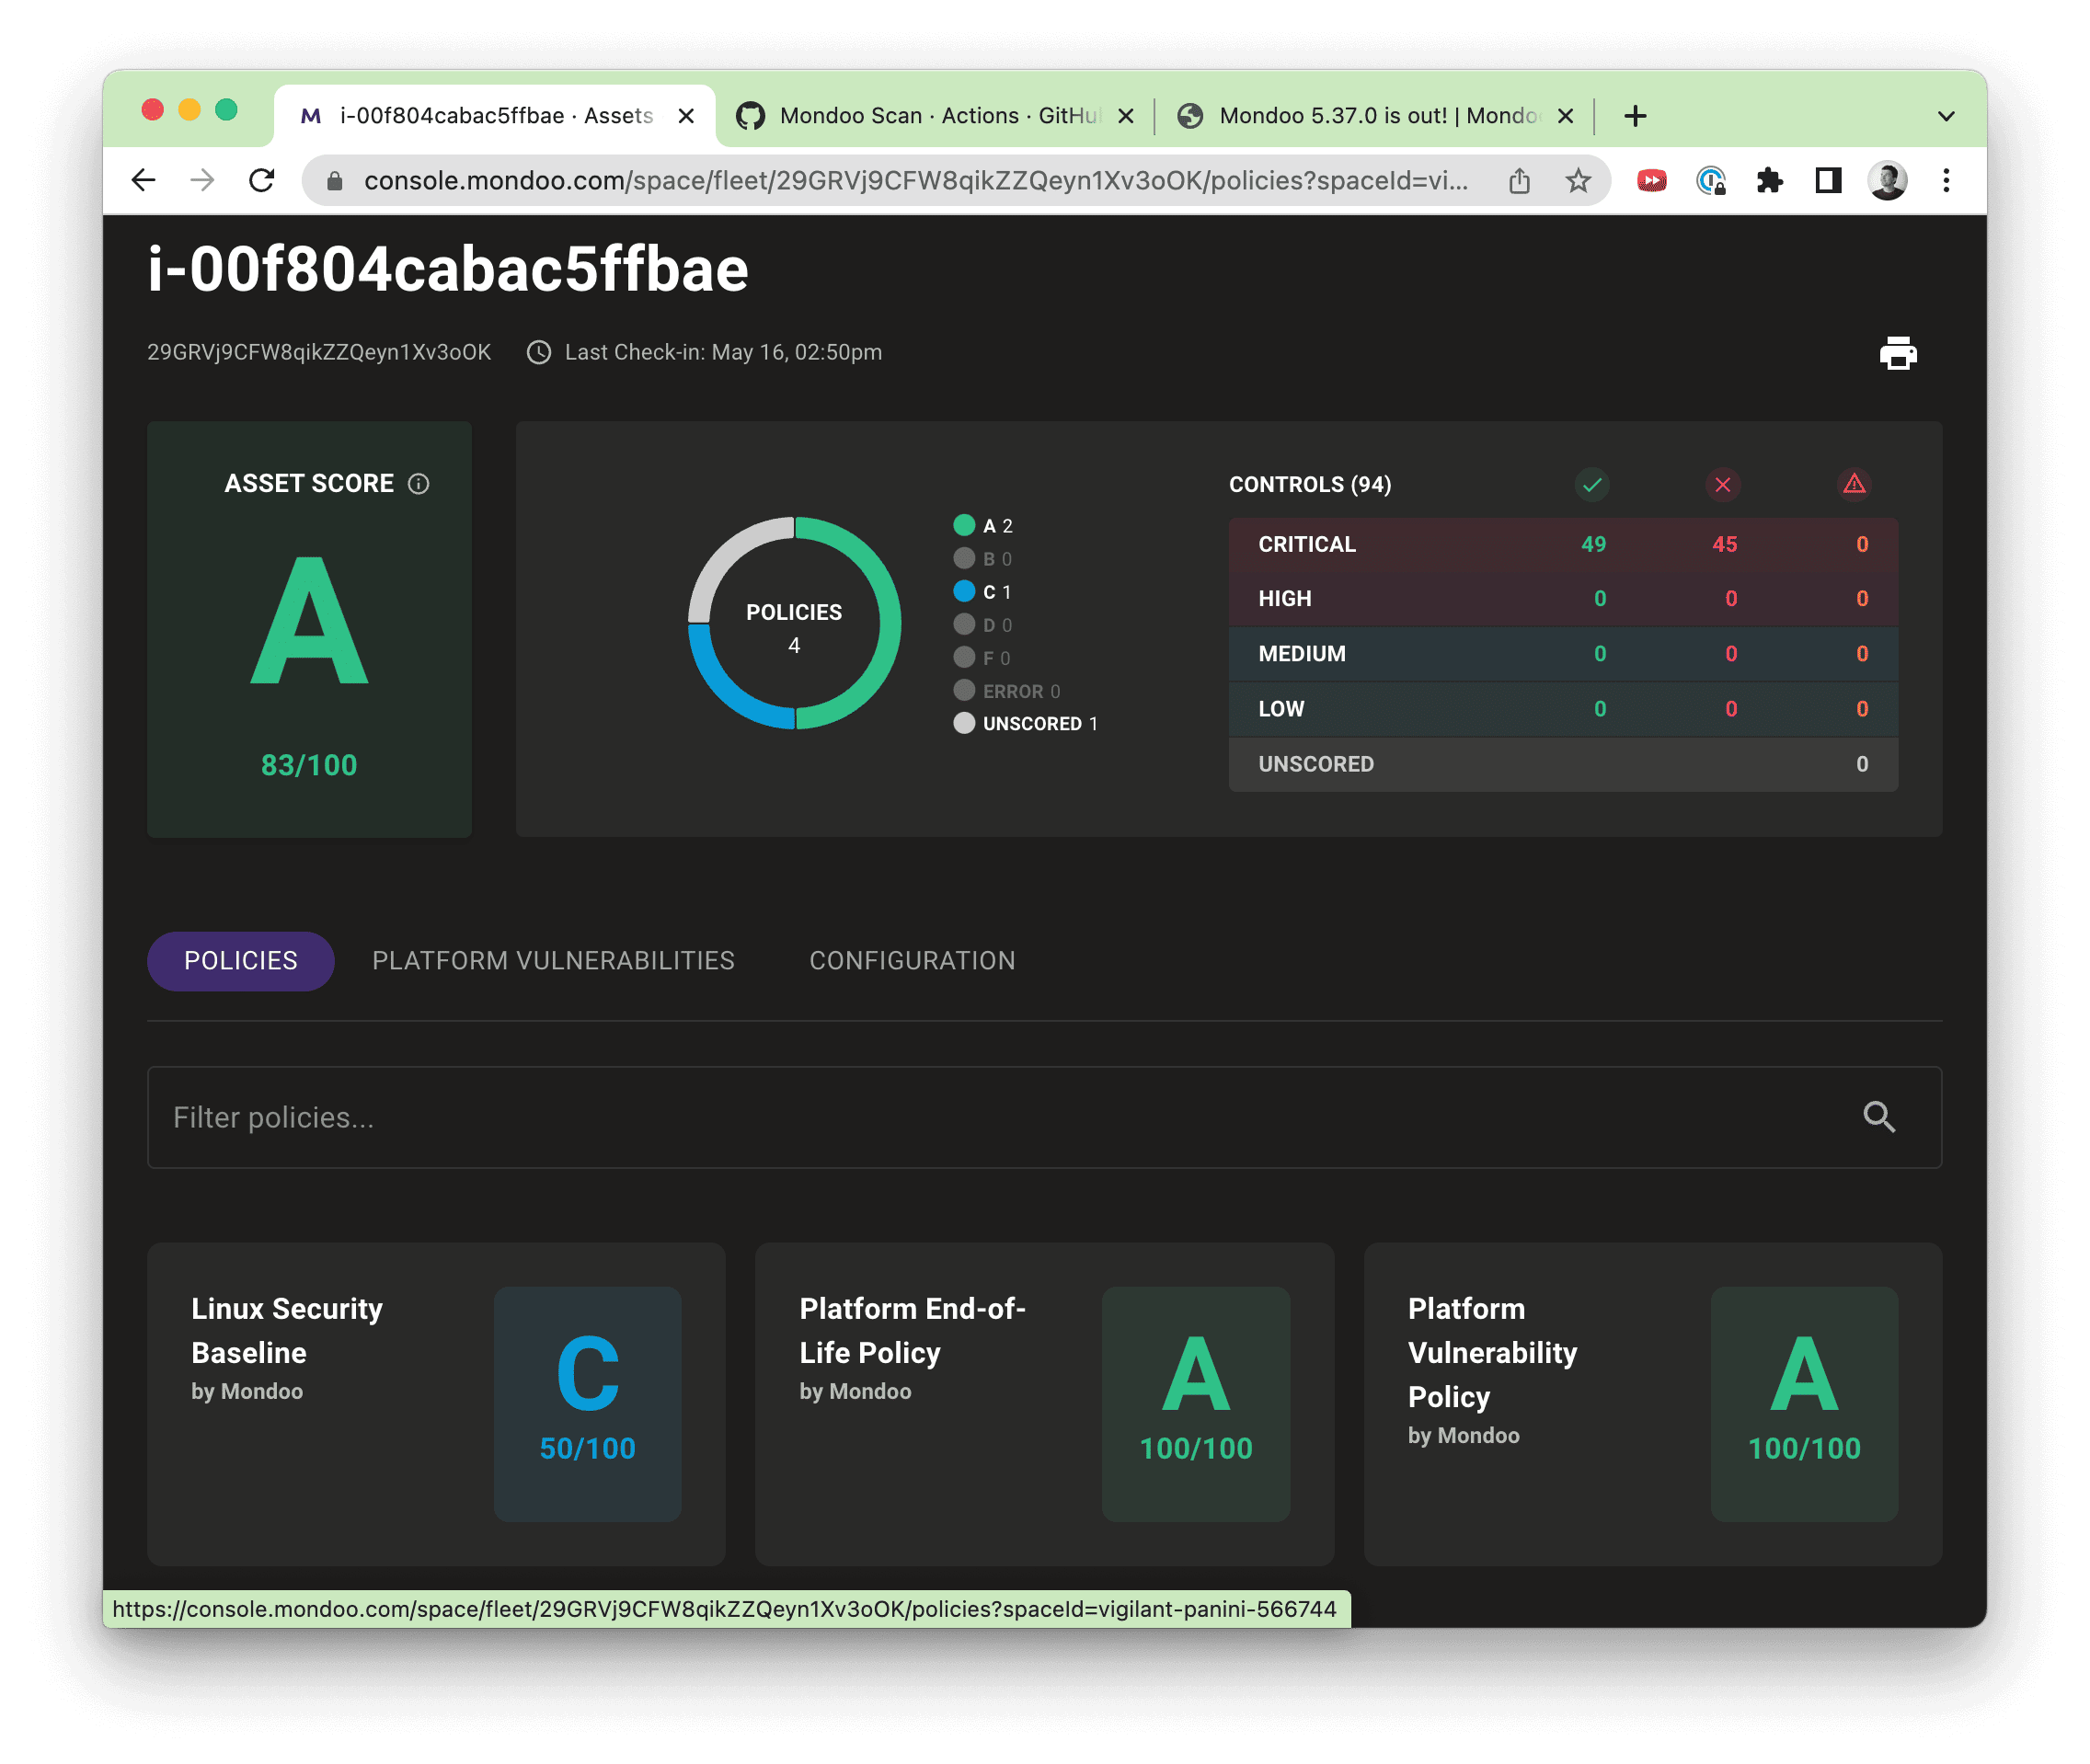 i-00f804cabac5ffbae · Assets
Mondoo Scan · Actions · GitHu
Mondoo 5.37.0 is out! | Mondo
console.mondoo.com/space/fleet/29GRVj9CFW8qikZZQeyn1Xv3oOK/policies?spaceId=vi...
i-00f804cabac5ffbae
29GRVj9CFW8qikZZQeyn1Xv3oOK Last Check-in: May 16, 02:50pm
ASSET SCORE
A
83/100
POLICIES
4
A 2
B 0
C 1
D 0
F 0
ERROR 0
UNSCORED 1
CONTROLS (94)
CRITICAL 49 45 0
HIGH 0 0 0
MEDIUM 0 0 0
LOW 0 0 0
UNSCORED 0
POLICIES PLATFORM VULNERABILITIES CONFIGURATION
Filter policies...
Linux Security
Baseline
by Mondoo
C
50/100
Platform End-of-
Life Policy
by Mondoo
A
100/100
Platform
Vulnerability
Policy
by Mondoo
A
100/100
https://console.mondoo.com/space/fleet/29GRVj9CFW8qikZZQeyn1Xv3oOK/policies?spaceId=vigilant-panini-566744